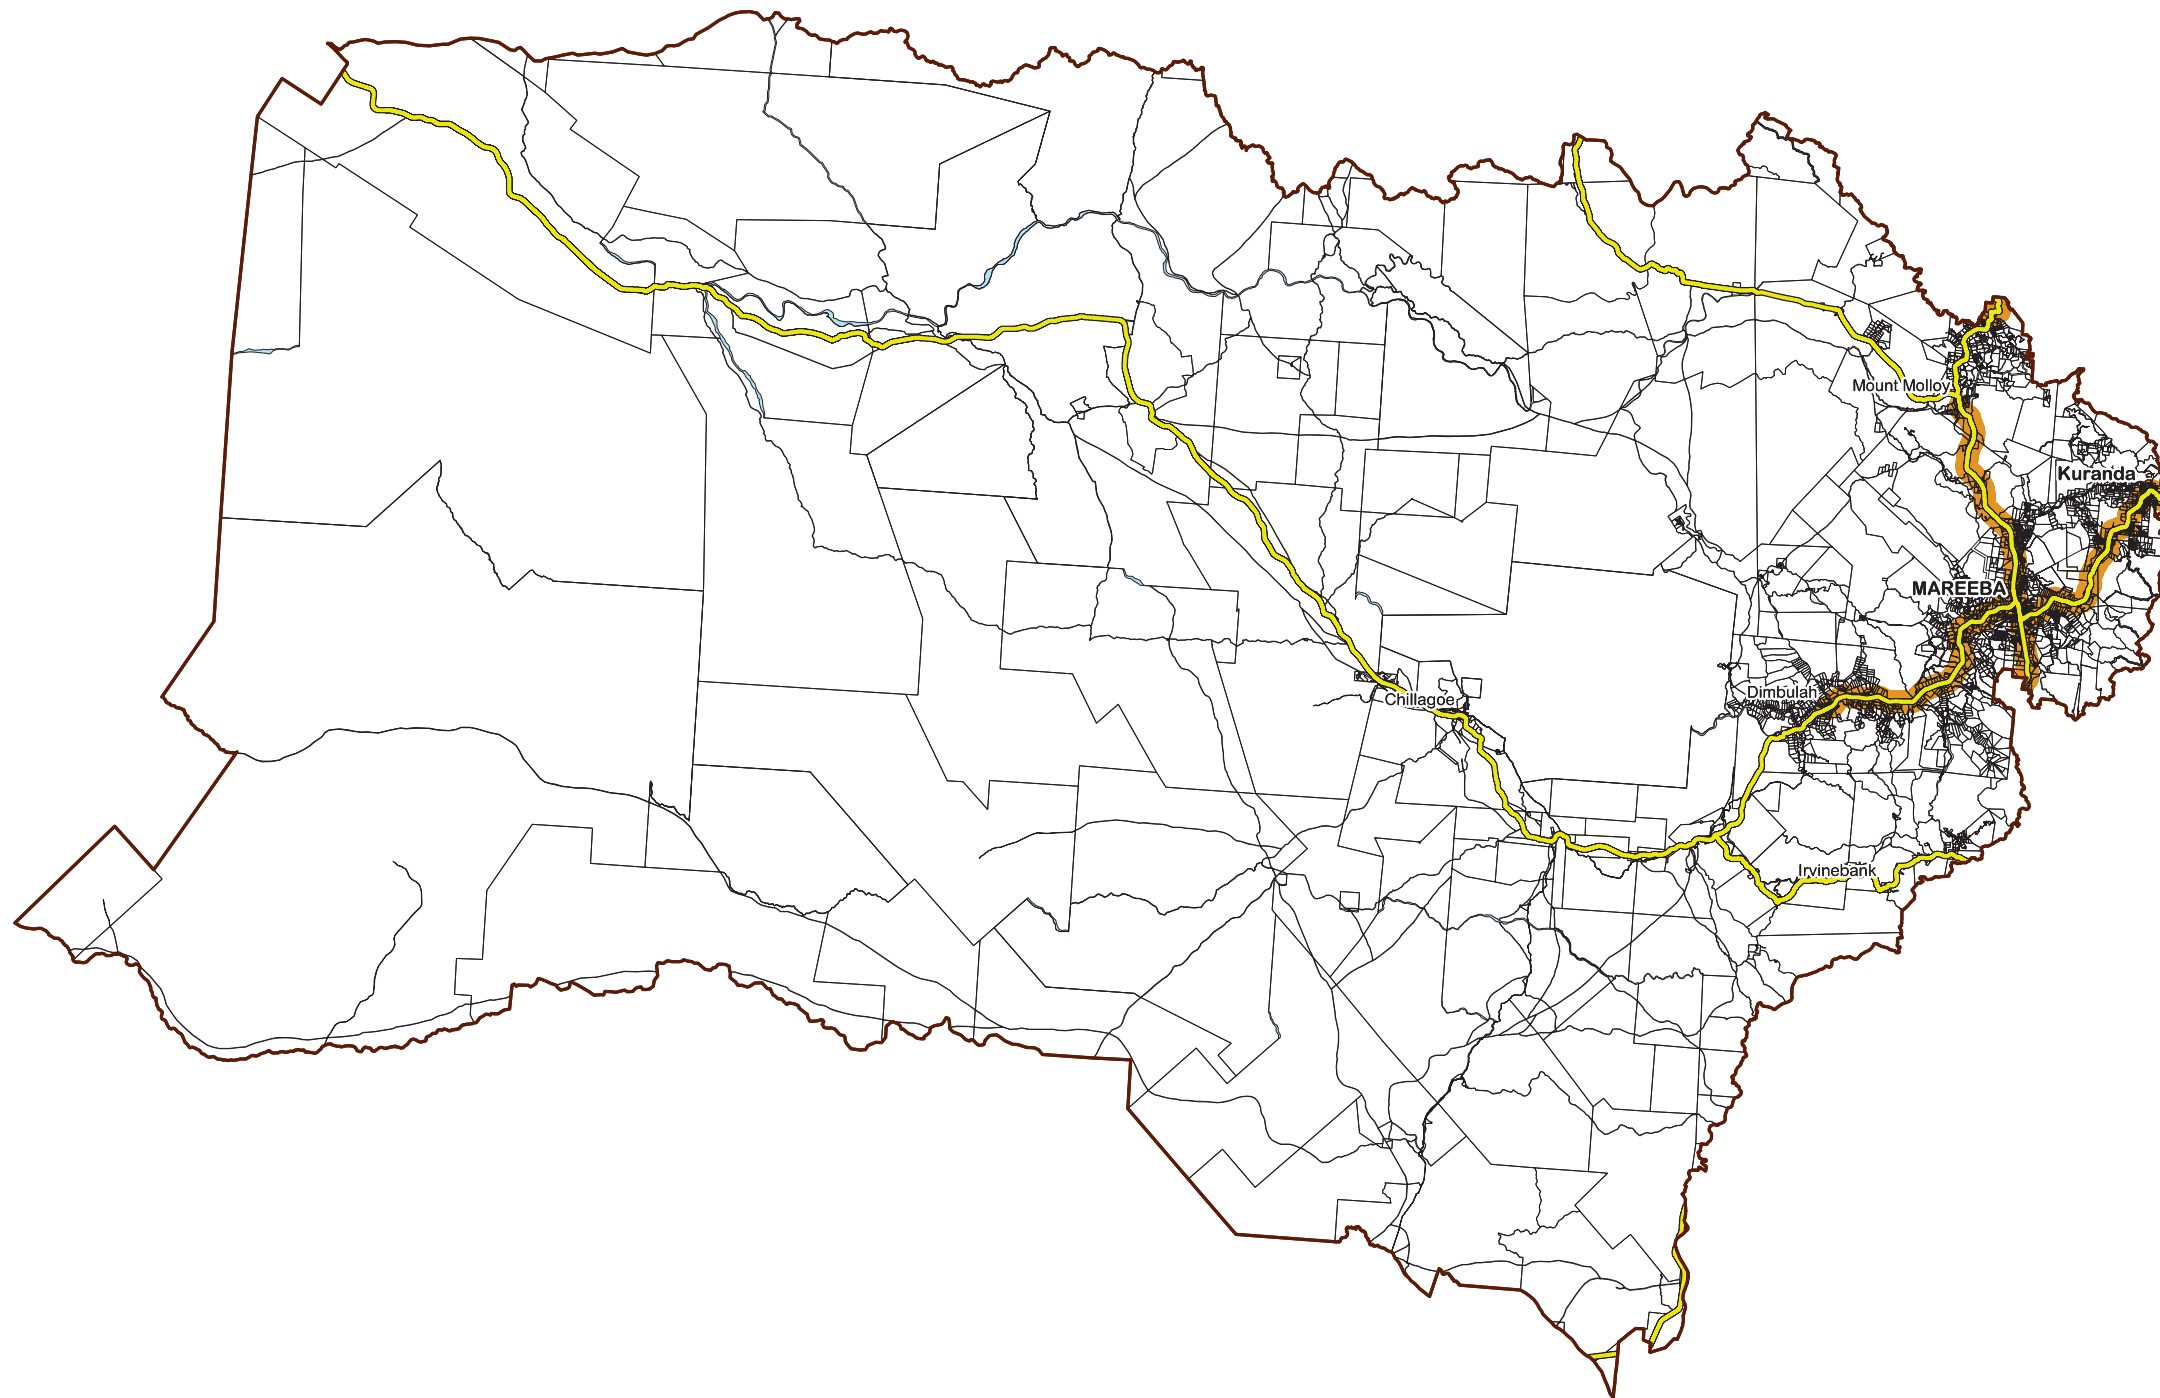 Mount Molloy
Kuranda
MAREEBA
Dimbulah
Chillagoe
Irvinebank